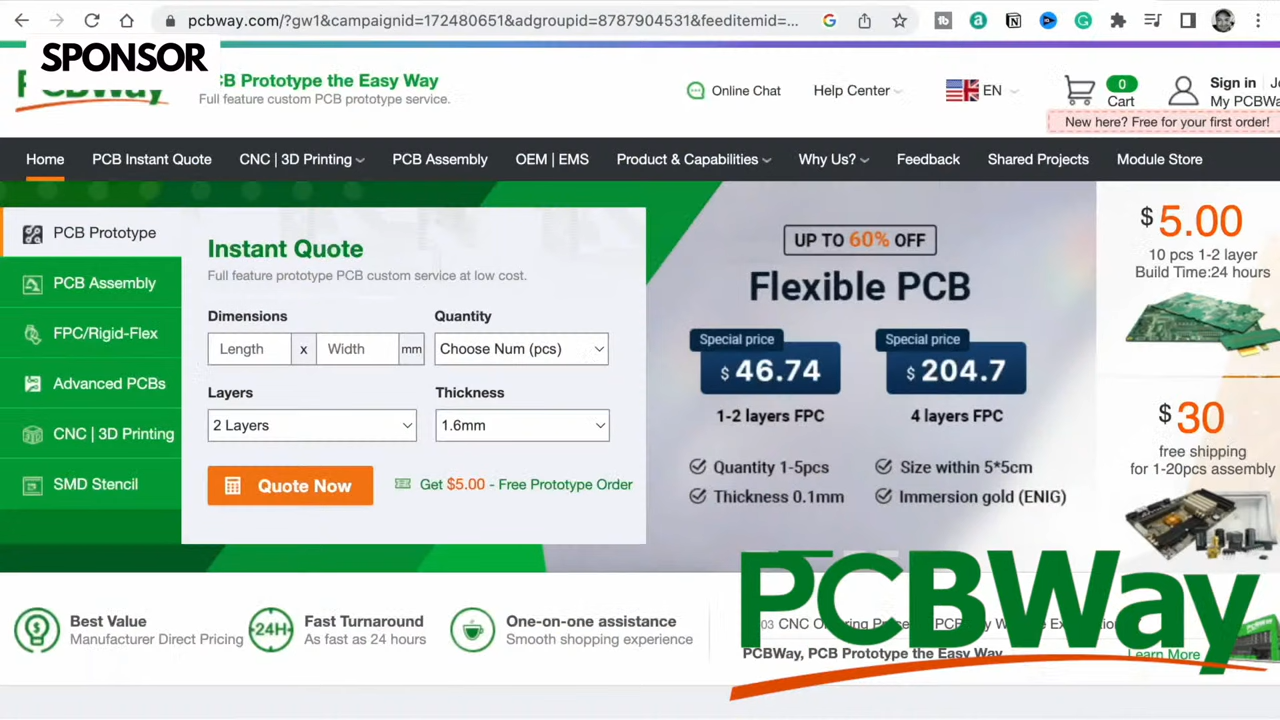 pcbway.com/?gw1&campaignid=172480651&adgroupid=8787904531&feeditemid=...
SPONSOR
PCBWay
PCB Prototype the Easy Way
Full feature custom PCB prototype service.
Online Chat
Help Center
EN
0
Cart
Sign in
My PCBWa
New here? Free for your first order!
Home PCB Instant Quote CNC | 3D Printing PCB Assembly OEM | EMS Product & Capabilities Why Us? Feedback Shared Projects Module Store
PCB Prototype
PCB Assembly
FPC/Rigid-Flex
Advanced PCBs
CNC | 3D Printing
SMD Stencil
Instant Quote
Full feature prototype PCB custom service at low cost.
Dimensions
Quantity
Length x Width mm
Choose Num (pcs)
Layers
Thickness
2 Layers
1.6mm
Quote Now
Get $5.00 - Free Prototype Order
UP TO 60% OFF
Flexible PCB
Special price
$ 46.74
1-2 layers FPC
Special price
$ 204.7
4 layers FPC
Quantity 1-5pcs
Size within 5*5cm
Thickness 0.1mm
Immersion gold (ENIG)
$ 5.00
10 pcs 1-2 layer
Build Time:24 hours
$ 30
free shipping
for 1-20pcs assembly
Best Value
Manufacturer Direct Pricing
24H
Fast Turnaround
As fast as 24 hours
One-on-one assistance
Smooth shopping experience
03 CNC
PCBWay, PCB Prototype the Easy Way
Learn More
PCBWay